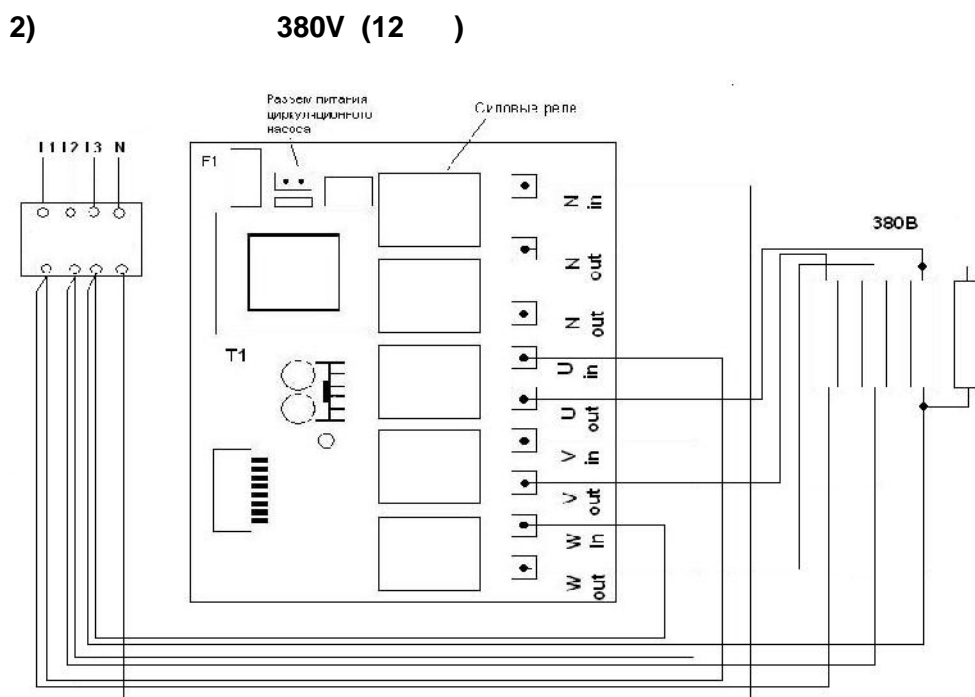 2) 380V (12 )
Разъем питания
циркуляционного
насоса
Силовые реле
L1 L2 L3 N
F1
N in
N out
N out
U in
U out
V in
V out
W in
W out
T1
380В